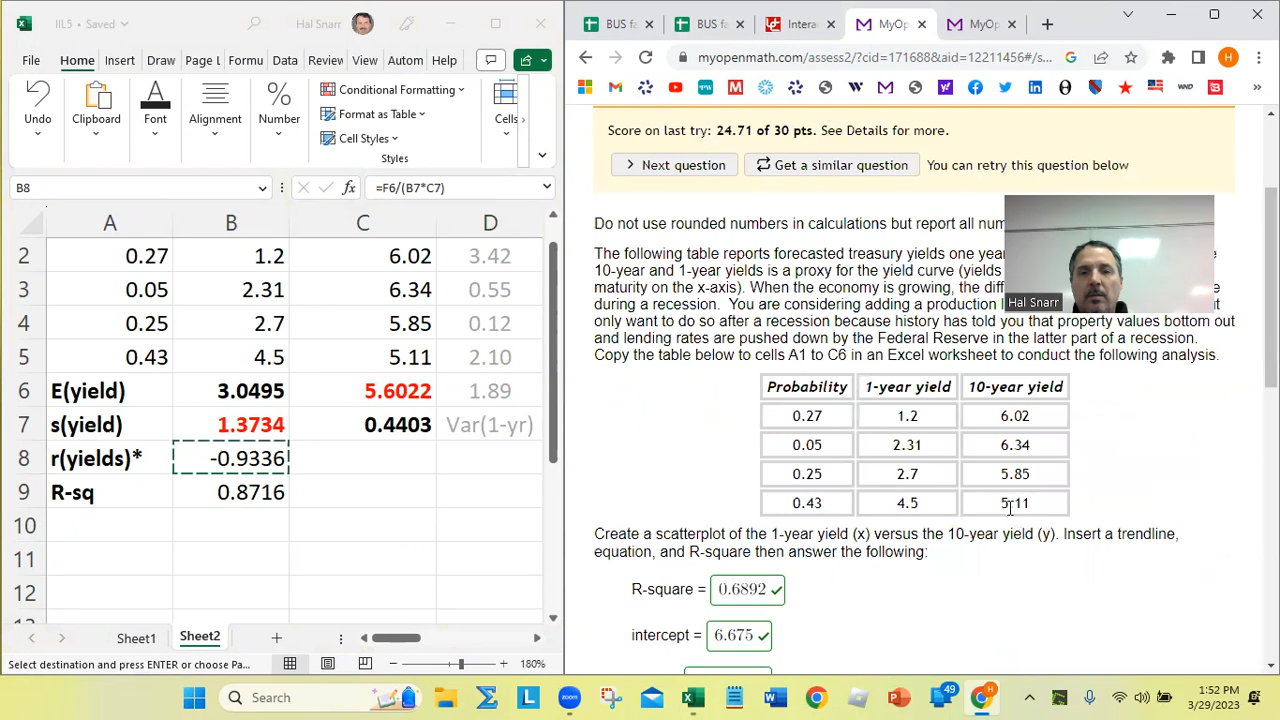 III.5 - Saved
Hal Snarr
File Home Insert Draw Page L Formu Data Review View Autom Help
Undo Clipboard Font Alignment Number Conditional Formatting Format as Table Cell Styles Styles Cells
B8 fx =F6/(B7*C7)
A B C D
2 0.27 1.2 6.02 3.42
3 0.05 2.31 6.34 0.55
4 0.25 2.7 5.85 0.12
5 0.43 4.5 5.11 2.10
6 E(yield) 3.0495 5.6022 1.89
7 s(yield) 1.3734 0.4403 Var(1-yr)
8 r(yields)* -0.9336
9 R-sq 0.8716
10
11
12
Sheet1 Sheet2
Select destination and press ENTER or choose Pa... 180%
BUS fa BUS fa Intera MyOp MyOp
myopenmath.com/assess2/?cid=171688&aid=12211456#/s...
Score on last try: 24.71 of 30 pts. See Details for more.
Next question Get a similar question You can retry this question below
Do not use rounded numbers in calculations but report all num
The following table reports forecasted treasury yields one year
10-year and 1-year yields is a proxy for the yield curve (yields
maturity on the x-axis). When the economy is growing, the diff
during a recession. You are considering adding a production l
only want to do so after a recession because history has told you that property values bottom out
and lending rates are pushed down by the Federal Reserve in the latter part of a recession.
Copy the table below to cells A1 to C6 in an Excel worksheet to conduct the following analysis.
Hal Snarr
Probability 1-year yield 10-year yield
0.27 1.2 6.02
0.05 2.31 6.34
0.25 2.7 5.85
0.43 4.5 5.11
Create a scatterplot of the 1-year yield (x) versus the 10-year yield (y). Insert a trendline,
equation, and R-square then answer the following:
R-square = 0.6892
intercept = 6.675
Search
49
1:52 PM
3/29/2023